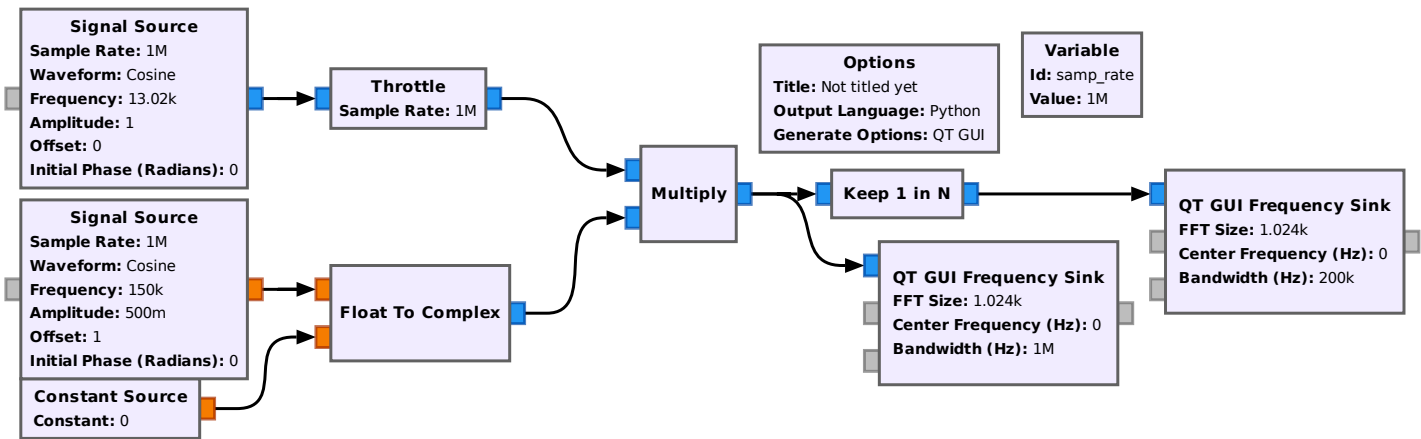 Signal Source
Sample Rate: 1M
Waveform: Cosine
Frequency: 13.02k
Amplitude: 1
Offset: 0
Initial Phase (Radians): 0
Throttle
Sample Rate: 1M
Signal Source
Sample Rate: 1M
Waveform: Cosine
Frequency: 150k
Amplitude: 500m
Offset: 1
Initial Phase (Radians): 0
Constant Source
Constant: 0
Float To Complex
Multiply
Options
Title: Not titled yet
Output Language: Python
Generate Options: QT GUI
Variable
Id: samp_rate
Value: 1M
Keep 1 in N
QT GUI Frequency Sink
FFT Size: 1.024k
Center Frequency (Hz): 0
Bandwidth (Hz): 1M
QT GUI Frequency Sink
FFT Size: 1.024k
Center Frequency (Hz): 0
Bandwidth (Hz): 200k